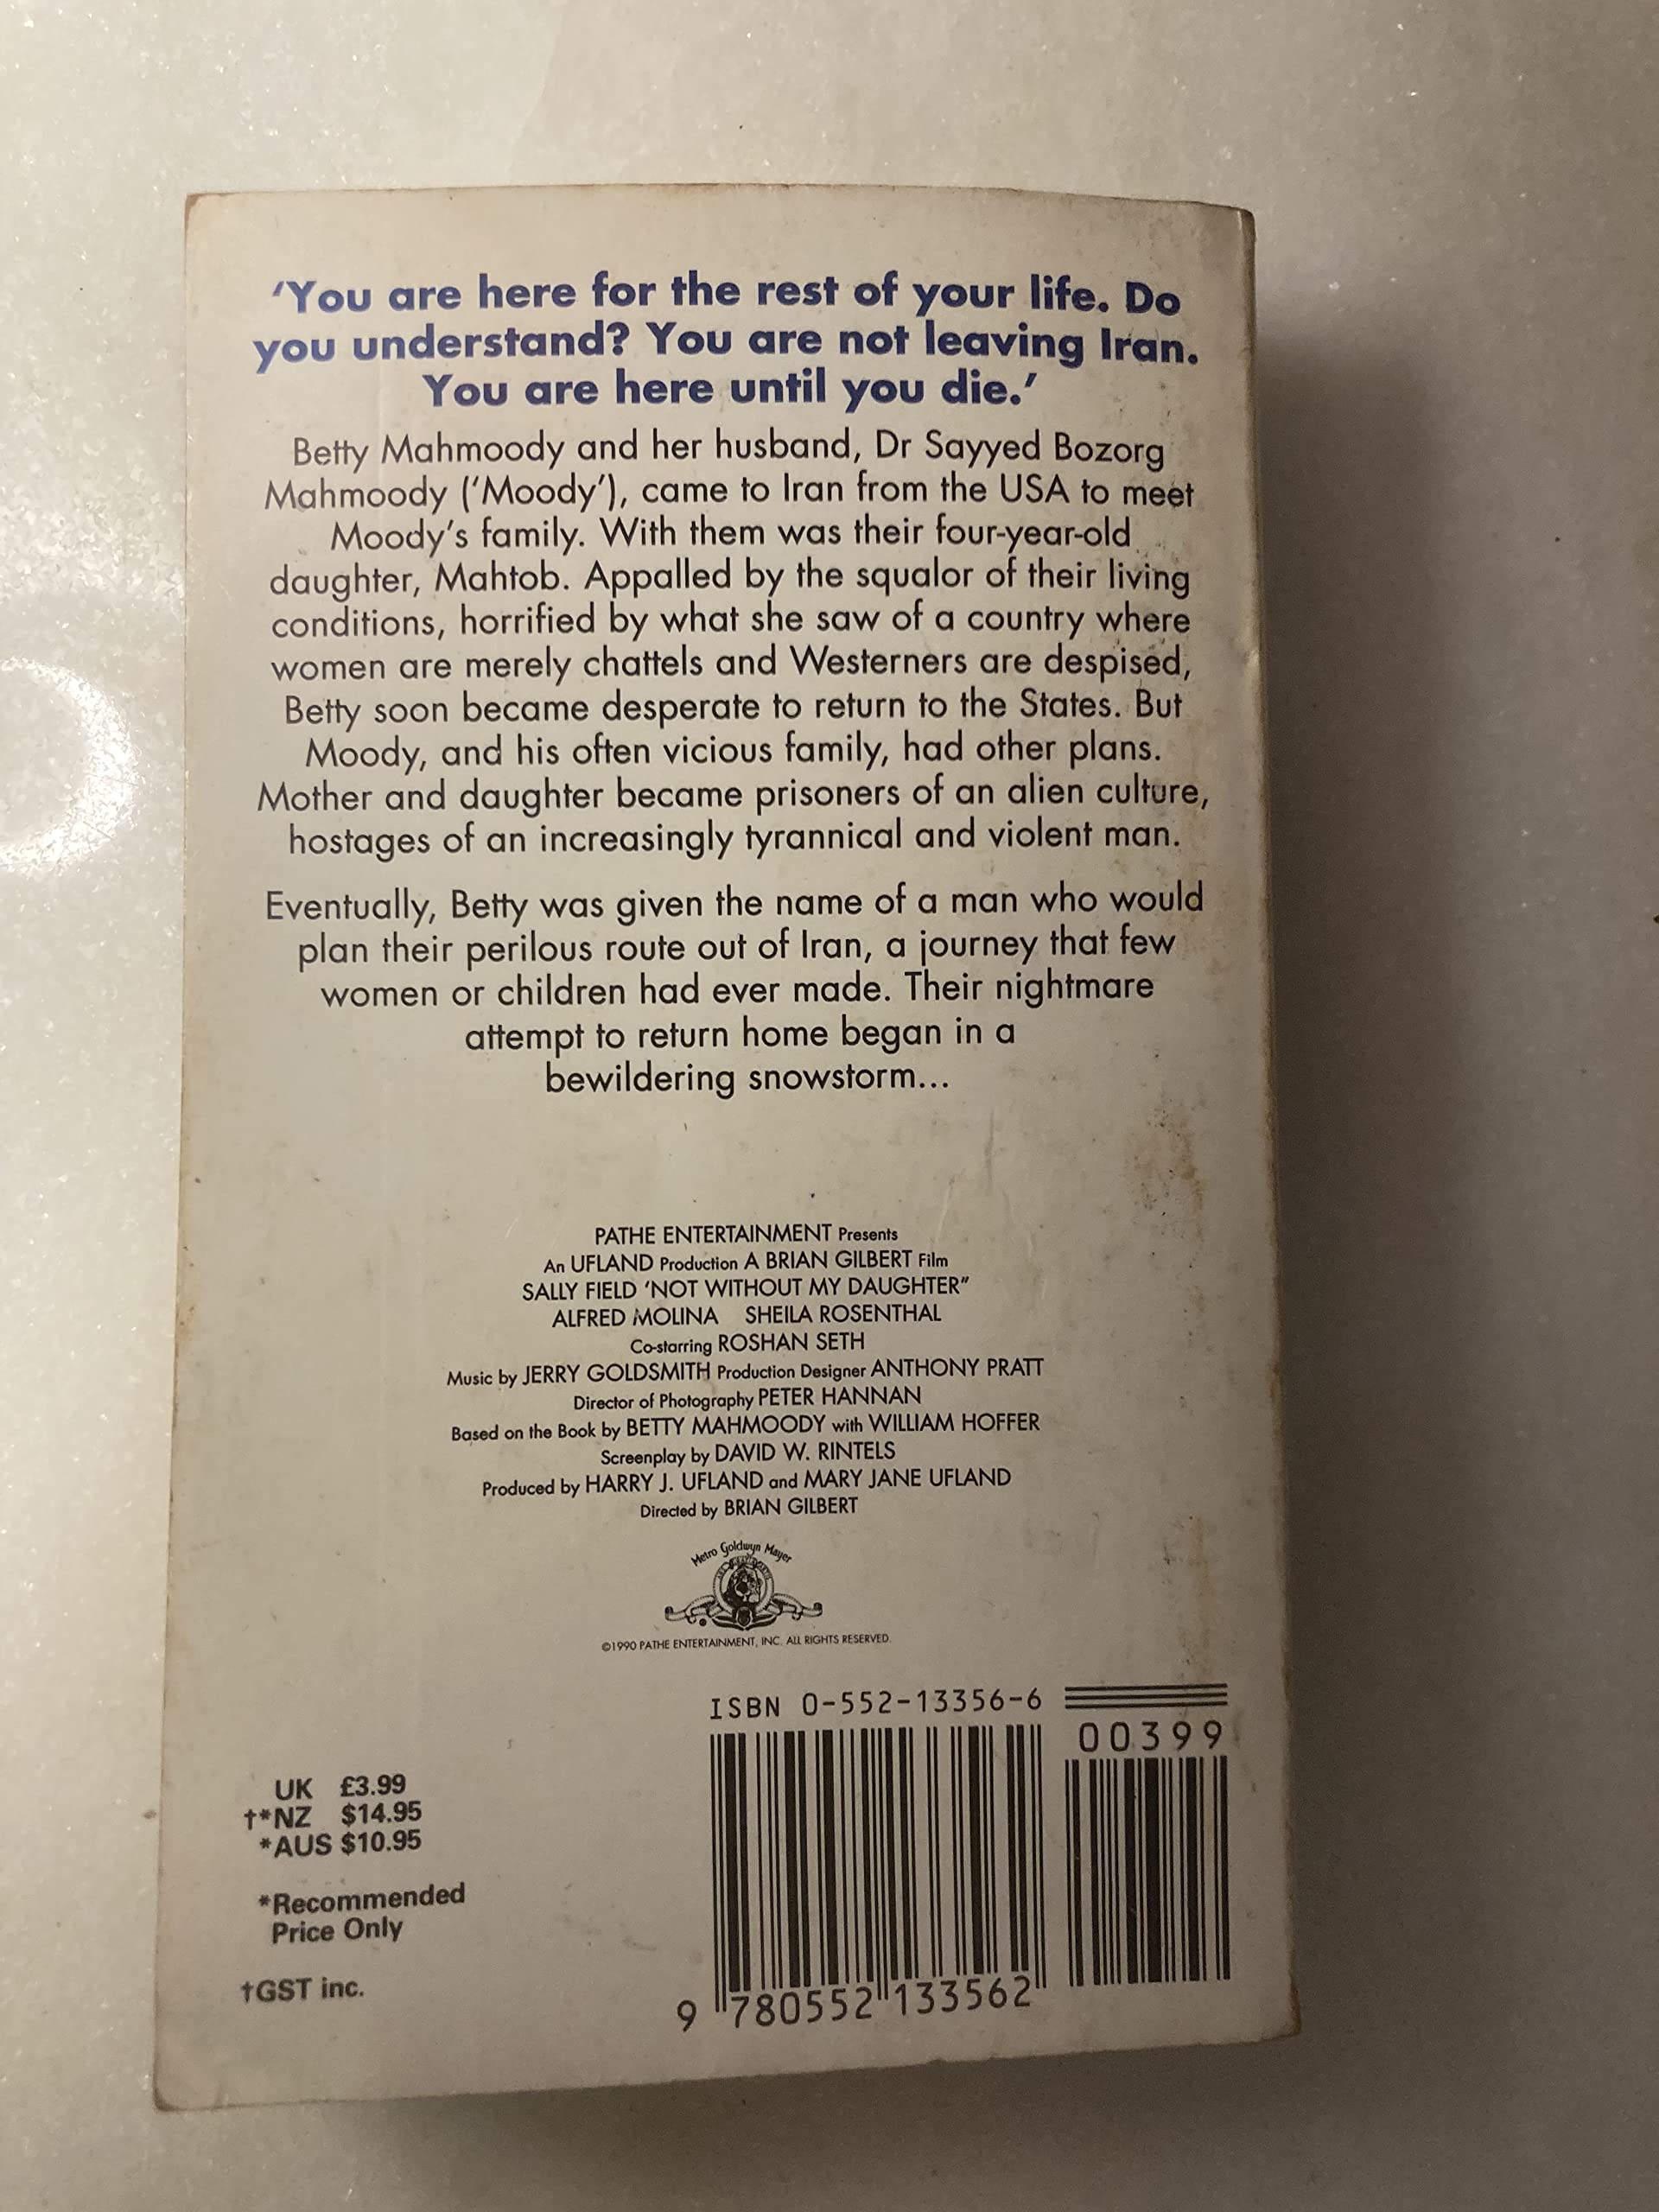 ‘You are here for the rest of your life. Do
you understand? You are not leaving Iran.
You are here until you die.’
Betty Mahmoody and her husband, Dr Sayyed Bozorg
Mahmoody (‘Moody’), came to Iran from the USA to meet
Moody’s family. With them was their four-year-old
daughter, Mahtob. Appalled by the squalor of their living
conditions, horrified by what she saw of a country where
women are merely chattels and Westerners are despised,
Betty soon became desperate to return to the States. But
Moody, and his often vicious family, had other plans.
Mother and daughter became prisoners of an alien culture,
hostages of an increasingly tyrannical and violent man.
Eventually, Betty was given the name of a man who would
plan their perilous route out of Iran, a journey that few
women or children had ever made. Their nightmare
attempt to return home began in a
bewildering snowstorm...
PATHE ENTERTAINMENT Presents
An UFLAND Production A BRIAN GILBERT Film
SALLY FIELD ‘NOT WITHOUT MY DAUGHTER”
ALFRED MOLINA SHEILA ROSENTHAL
Co-starring ROSHAN SETH
Music by JERRY GOLDSMITH Production Designer ANTHONY PRATT
Director of Photography PETER HANNAN
Based on the Book by BETTY MAHMOODY with WILLIAM HOFFER
Screenplay by DAVID W. RINTELS
Produced by HARRY J. UFLAND and MARY JANE UFLAND
Directed by BRIAN GILBERT
Metro Goldwyn Mayer
©1990 PATHE ENTERTAINMENT, INC. ALL RIGHTS RESERVED.
ISBN 0-552-13356-6
00399
UK £3.99
†*NZ $14.95
*AUS $10.95
*Recommended
Price Only
†GST inc.
9 780552 133562